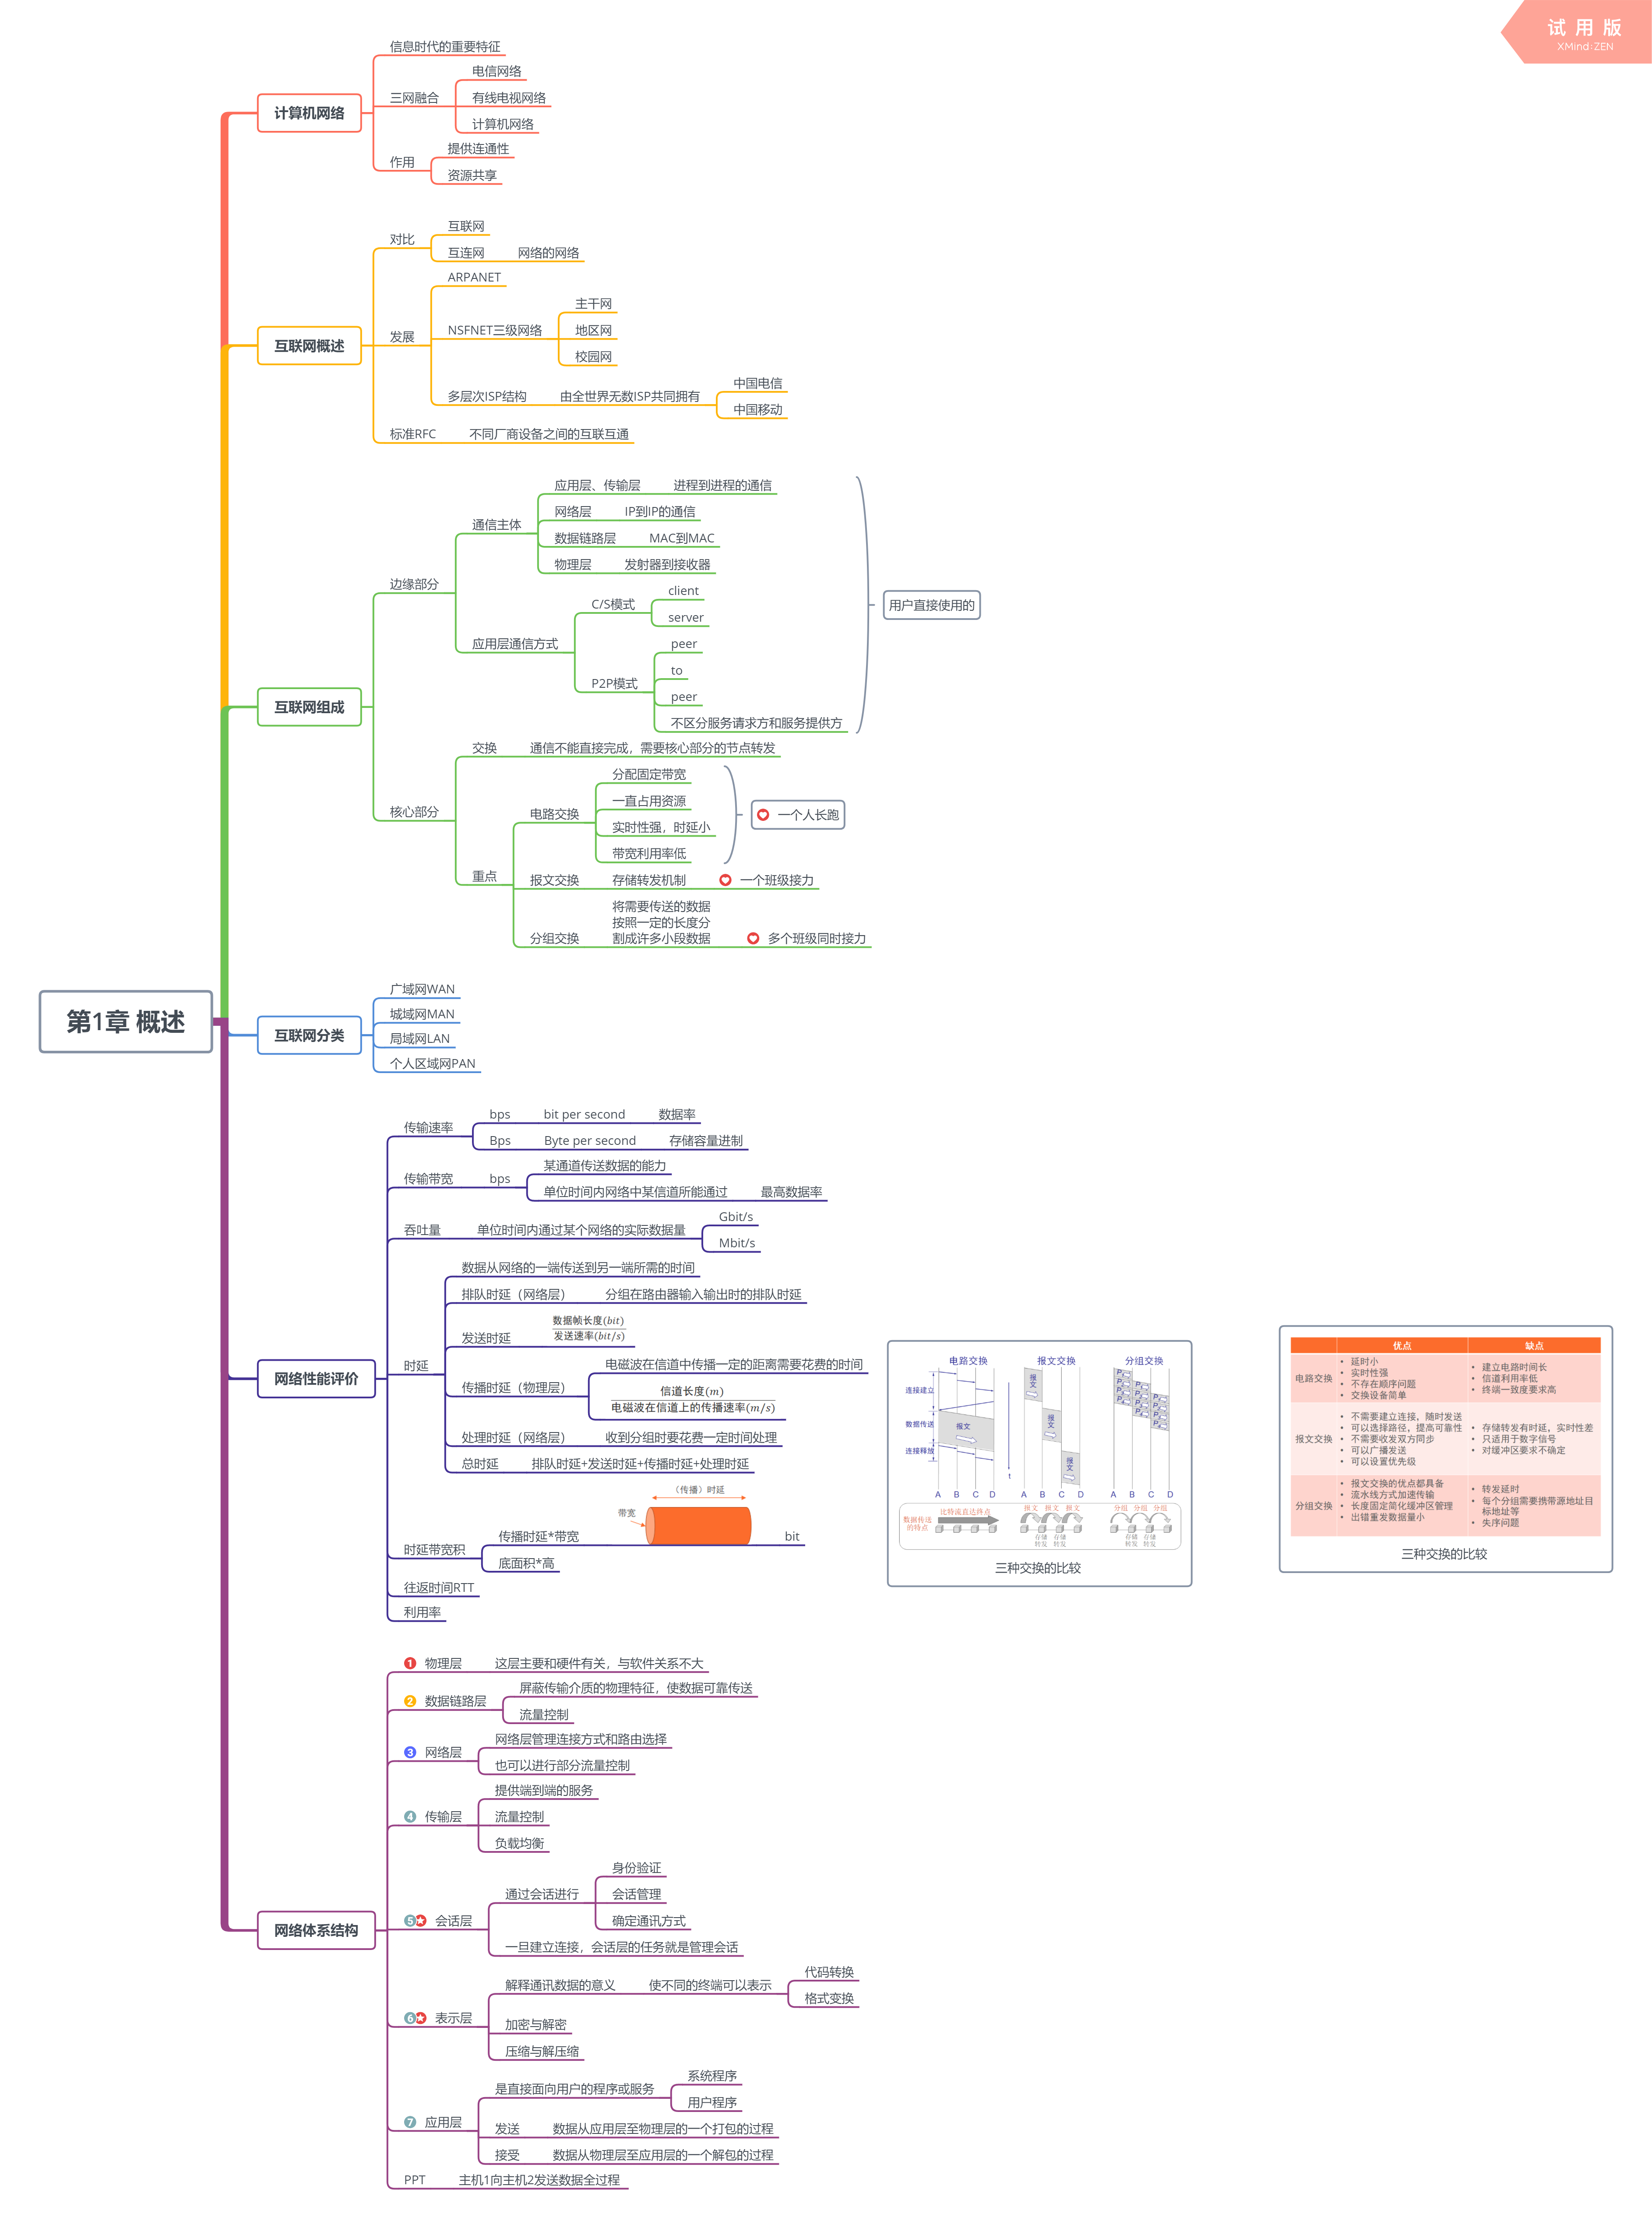 试用版
XMind:ZEN
第1章 概述
计算机网络
信息时代的重要特征
三网融合
电信网络
有线电视网络
计算机网络
作用
提供连通性
资源共享
互联网概述
对比
互联网
互连网
网络的网络
发展
ARPANET
NSFNET三级网络
主干网
地区网
校园网
多层次ISP结构
由全世界无数ISP共同拥有
中国电信
中国移动
标准RFC
不同厂商设备之间的互联互通
互联网组成
边缘部分
通信主体
应用层、传输层
进程到进程的通信
网络层
IP到IP的通信
数据链路层
MAC到MAC
物理层
发射器到接收器
应用层通信方式
C/S模式
client
server
P2P模式
peer
to
peer
不区分服务请求方和服务提供方
用户直接使用的
核心部分
交换
通信不能直接完成，需要核心部分的节点转发
重点
电路交换
分配固定带宽
一直占用资源
实时性强，时延小
带宽利用率低
一个人长跑
报文交换
存储转发机制
一个班级接力
分组交换
将需要传送的数据
按照一定的长度分
割成许多小段数据
多个班级同时接力
互联网分类
广域网WAN
城域网MAN
局域网LAN
个人区域网PAN
网络性能评价
传输速率
bps
bit per second
数据率
Bps
Byte per second
存储容量进制
传输带宽
bps
某通道传送数据的能力
单位时间内网络中某信道所能通过
最高数据率
吞吐量
单位时间内通过某个网络的实际数据量
Gbit/s
Mbit/s
时延
数据从网络的一端传送到另一端所需的时间
排队时延（网络层）
分组在路由器输入输出时的排队时延
发送时延
数据帧长度(bit)
发送速率(bit/s)
传播时延（物理层）
电磁波在信道中传播一定的距离需要花费的时间
信道长度(m)
电磁波在信道上的传播速率(m/s)
处理时延（网络层）
收到分组时要花费一定时间处理
总时延
排队时延+发送时延+传播时延+处理时延
时延带宽积
传播时延*带宽
（传播）时延
带宽
bit
底面积*高
往返时间RTT
利用率
网络体系结构
1 物理层
这层主要和硬件有关，与软件关系不大
2 数据链路层
屏蔽传输介质的物理特征，使数据可靠传送
流量控制
3 网络层
网络层管理连接方式和路由选择
也可以进行部分流量控制
4 传输层
提供端到端的服务
流量控制
负载均衡
5 会话层
通过会话进行
身份验证
会话管理
确定通讯方式
一旦建立连接，会话层的任务就是管理会话
6 表示层
解释通讯数据的意义
使不同的终端可以表示
代码转换
格式变换
加密与解密
压缩与解压缩
7 应用层
是直接面向用户的程序或服务
系统程序
用户程序
发送
数据从应用层至物理层的一个打包的过程
接受
数据从物理层至应用层的一个解包的过程
PPT
主机1向主机2发送数据全过程
电路交换 报文交换 分组交换
连接建立
数据传送
连接释放
报文
报文
报文
报文
t
A B C D A B C D A B C D
数据传送
的特点
比特流直达终点
报文 报文 报文
分组 分组 分组
存储 存储
转发 转发
存储 存储
转发 转发
三种交换的比较
优点 缺点
电路交换
• 延时小
• 实时性强
• 不存在顺序问题
• 交换设备简单
• 建立电路时间长
• 信道利用率低
• 终端一致度要求高
报文交换
• 不需要建立连接，随时发送
• 可以选择路径，提高可靠性
• 不需要收发双方同步
• 可以广播发送
• 可以设置优先级
• 存储转发有时延，实时性差
• 只适用于数字信号
• 对缓冲区要求不确定
分组交换
• 报文交换的优点都具备
• 流水线方式加速传输
• 长度固定简化缓冲区管理
• 出错重发数据量小
• 转发延时
• 每个分组需要携带源地址目
标地址等
• 失序问题
三种交换的比较